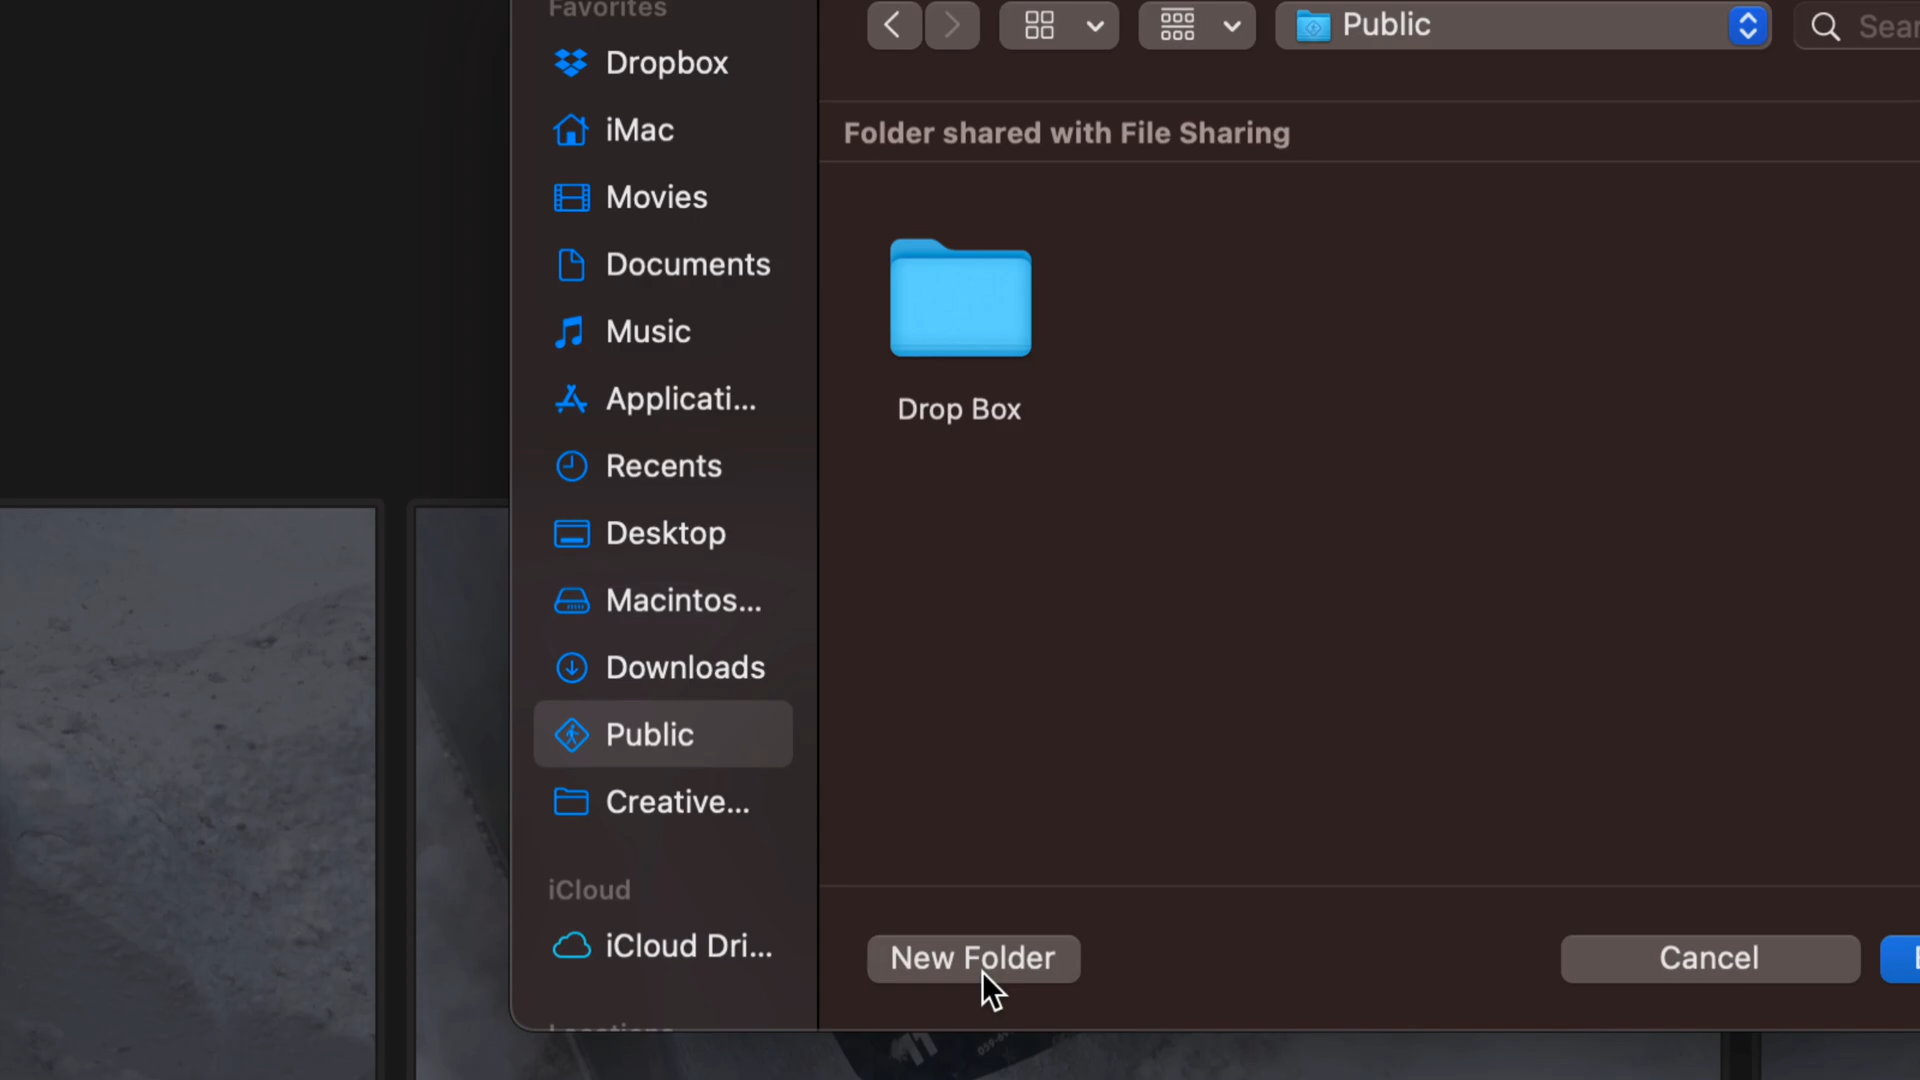 Favorites
Dropbox
iMac
Movies
Documents
Music
Applicati...
Recents
Desktop
Macintos...
Downloads
Public
Creative...
iCloud
iCloud Dri...
Locations
Public
Sear
Folder shared with File Sharing
Drop Box
New Folder
Cancel